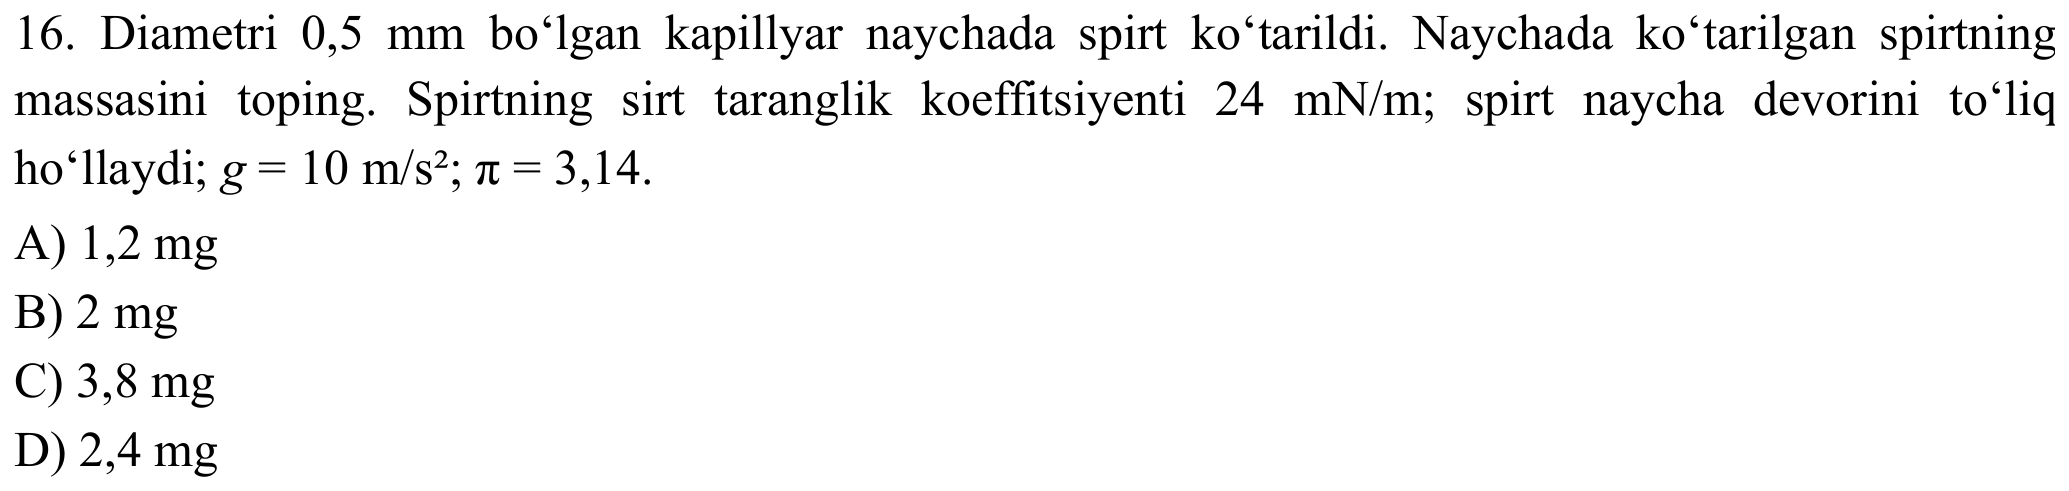 16. Diametri 0,5 mm bo‘lgan kapillyar naychada spirt ko‘tarildi. Naychada ko‘tarilgan spirtning
massasini toping. Spirtning sirt taranglik koeffitsiyenti 24 mN/m; spirt naycha devorini to‘liq
ho‘llaydi; g = 10 m/s²; π = 3,14.
A) 1,2 mg
B) 2 mg
C) 3,8 mg
D) 2,4 mg